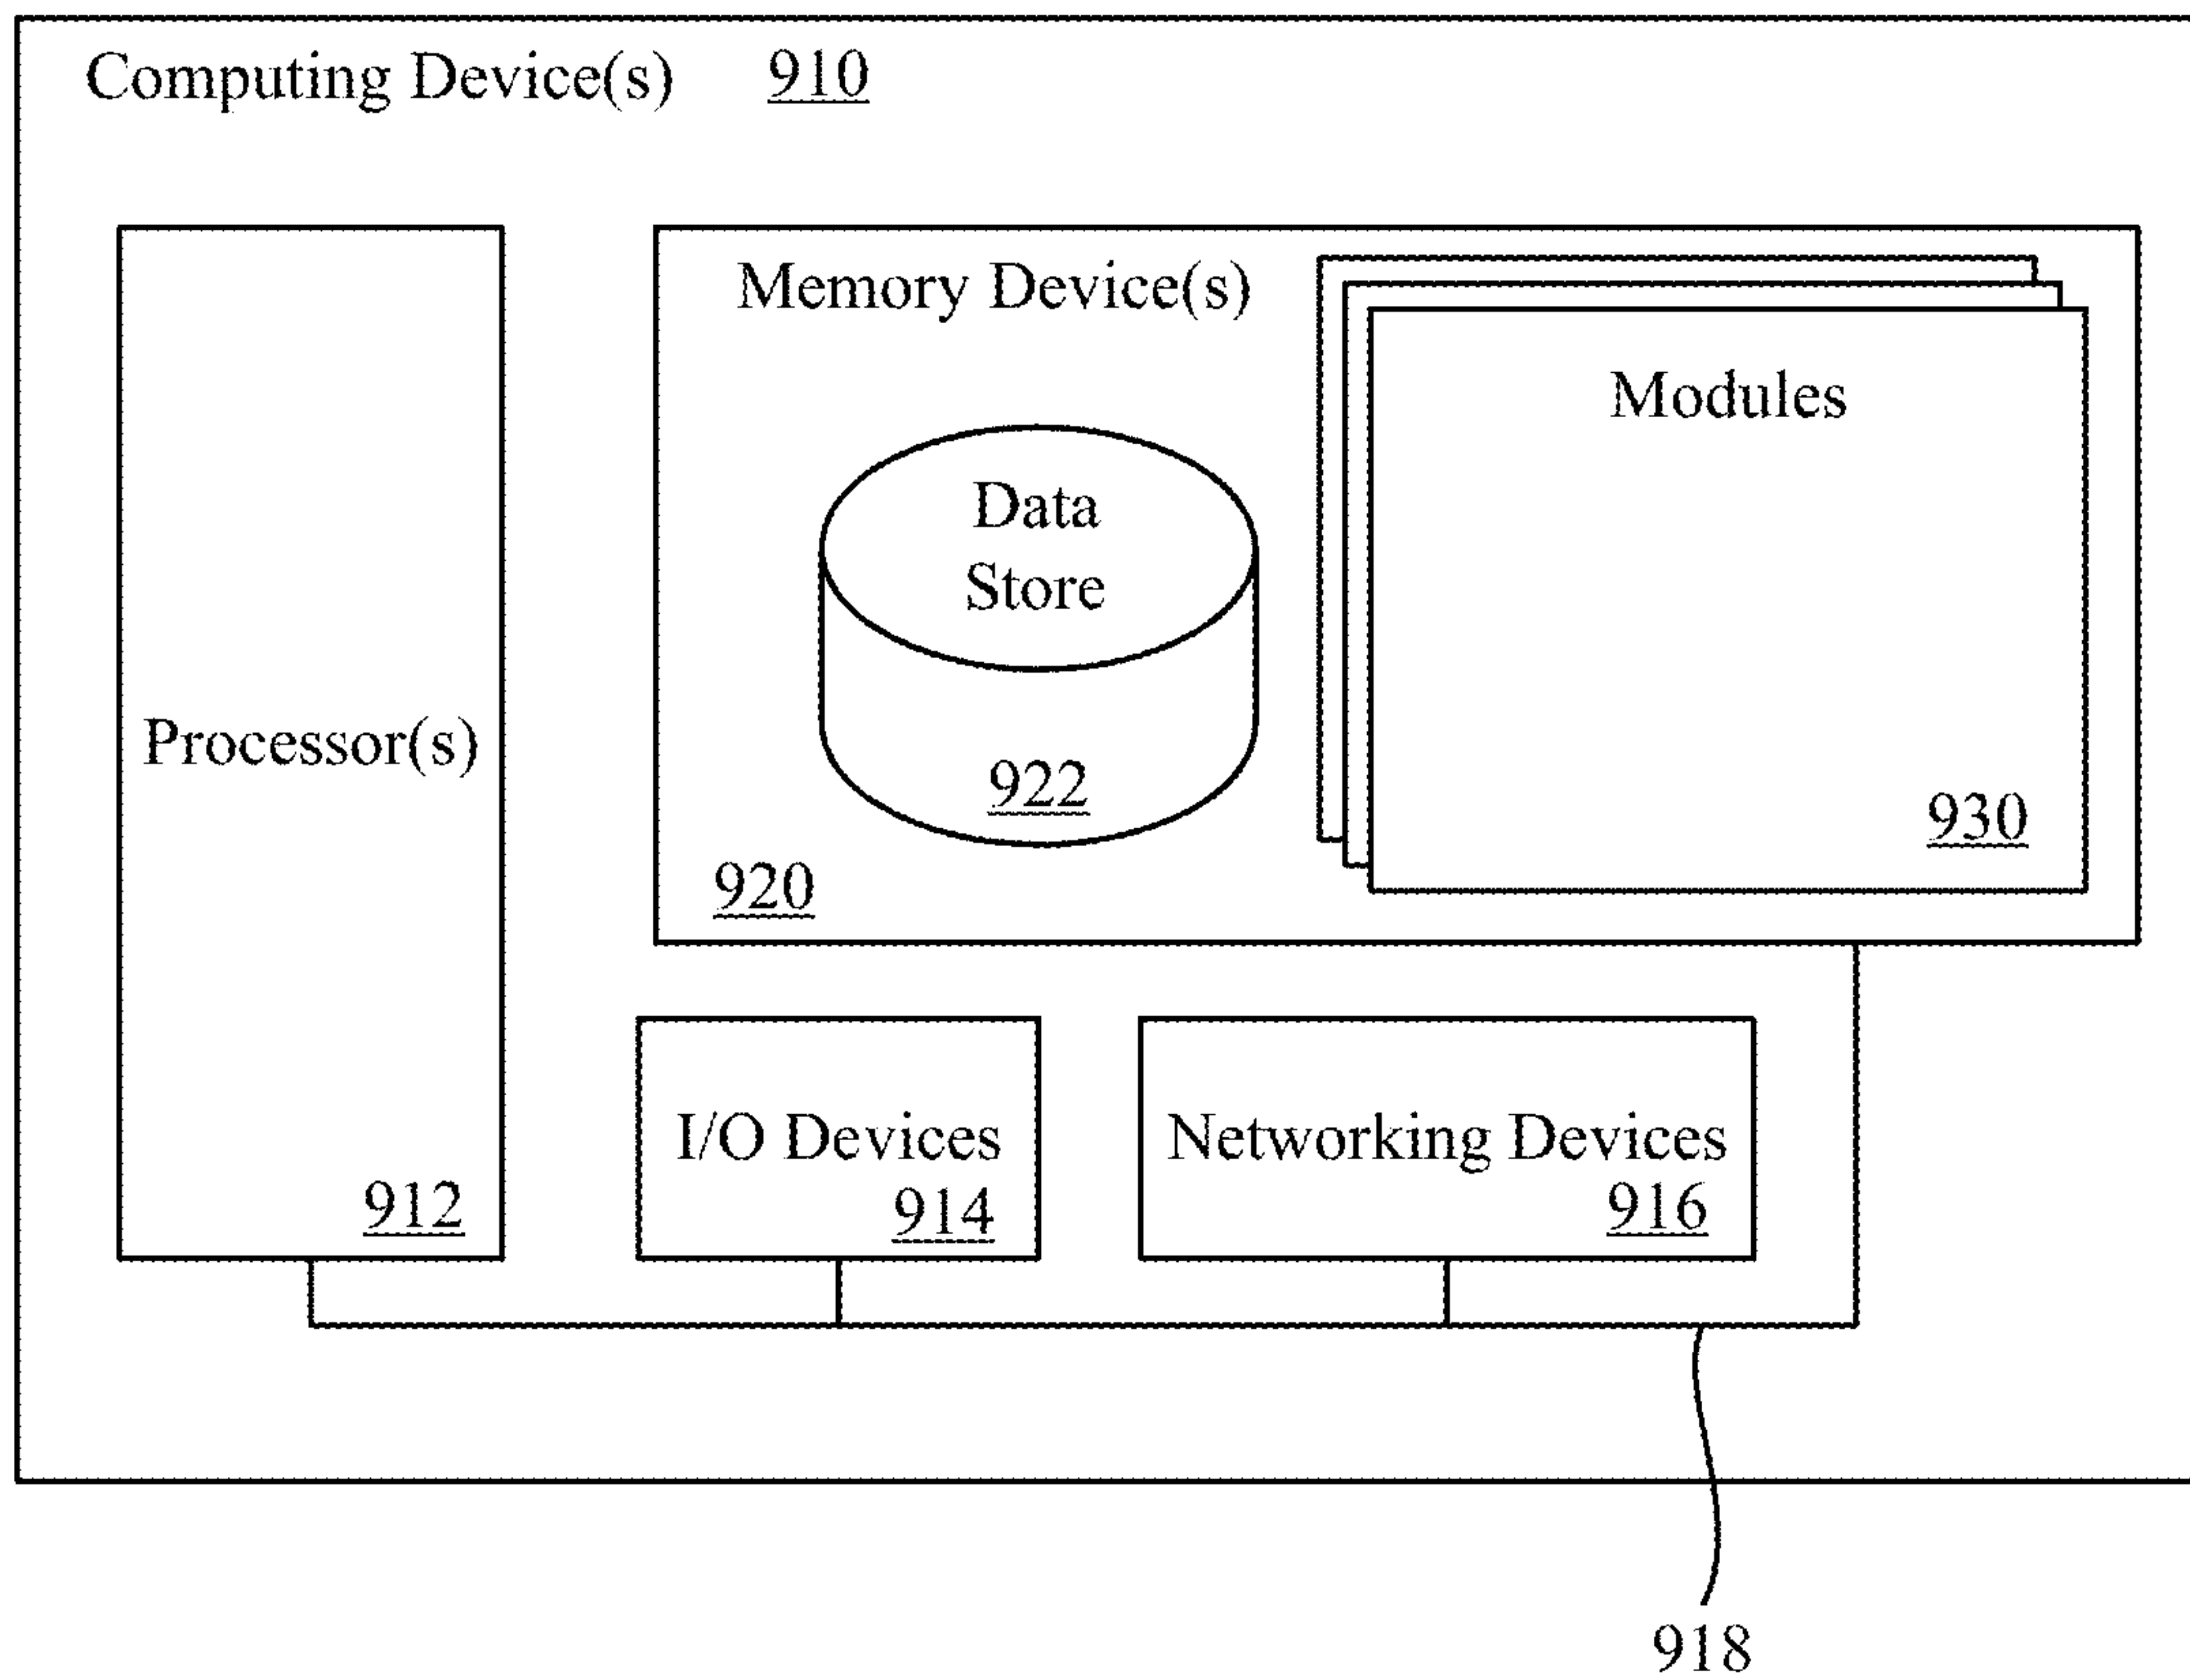 Computing Device(s) 910
Memory Device(s)
Modules
Data
Store
Processor(s)
922
930
920
I/O Devices
Networking Devices
912
914
916
918